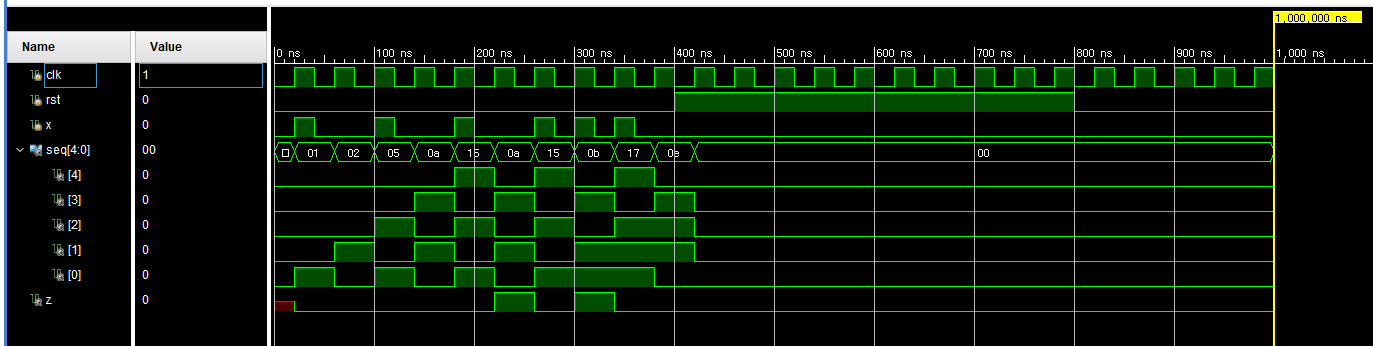 1,000,000 ns
Name Value
0 ns 100 ns 200 ns 300 ns 400 ns 500 ns 600 ns 700 ns 800 ns 900 ns 1,000 ns
clk 1
rst 0
x 0
seq[4:0] 00 01 02 05 0a 15 0a 15 0b 17 0e 00
[4] 0
[3] 0
[2] 0
[1] 0
[0] 0
z 0